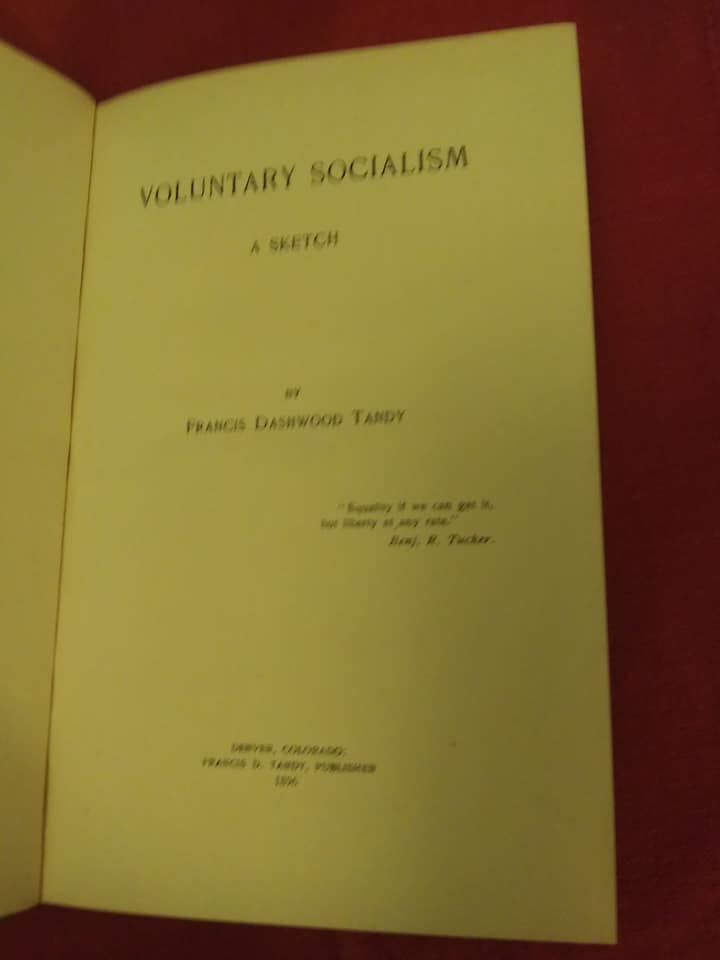 VOLUNTARY SOCIALISM
A SKETCH
BY
FRANCIS DASHWOOD TANDY
"Equality if we can get it,
but liberty at any rate."
Benj. R. Tucker.
DENVER, COLORADO:
FRANCIS D. TANDY, PUBLISHER
1896